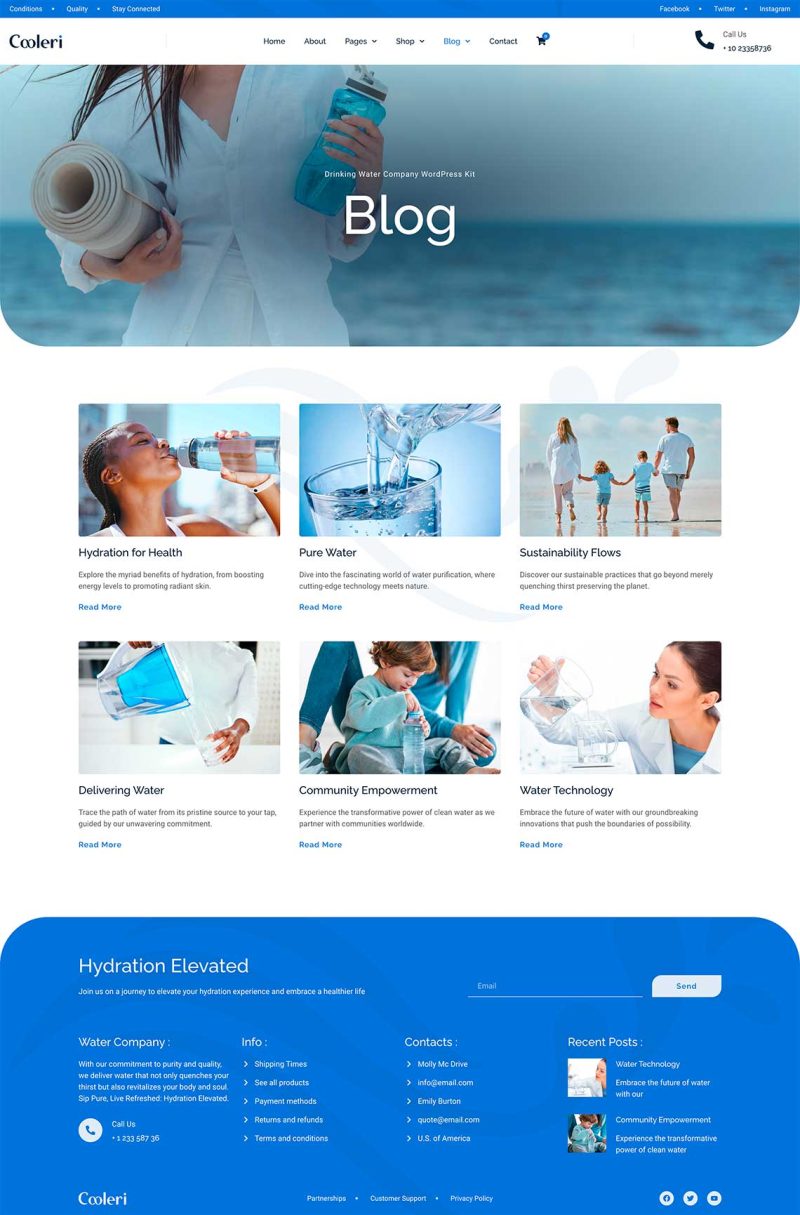 Conditions • Quality • Stay Connected
Facebook • Twitter • Instagram
Cooleri
Home About Pages Shop Blog Contact 0
Call Us
+ 10 23358736
Drinking Water Company WordPress Kit
Blog
Hydration for Health
Explore the myriad benefits of hydration, from boosting
energy levels to promoting radiant skin.
Read More
Pure Water
Dive into the fascinating world of water purification, where
cutting-edge technology meets nature.
Read More
Sustainability Flows
Discover our sustainable practices that go beyond merely
quenching thirst preserving the planet.
Read More
Delivering Water
Trace the path of water from its pristine source to your tap,
guided by our unwavering commitment.
Read More
Community Empowerment
Experience the transformative power of clean water as we
partner with communities worldwide.
Read More
Water Technology
Embrace the future of water with our groundbreaking
innovations that push the boundaries of possibility.
Read More
Hydration Elevated
Join us on a journey to elevate your hydration experience and embrace a healthier life
Email
Send
Water Company :
With our commitment to purity and quality,
we deliver water that not only quenches your
thirst but also revitalizes your body and soul.
Sip Pure, Live Refreshed: Hydration Elevated.
Call Us
+ 1 233 587 36
Info :
Shipping Times
See all products
Payment methods
Returns and refunds
Terms and conditions
Contacts :
Molly Mc Drive
info@email.com
Emily Burton
quote@email.com
U.S. of America
Recent Posts :
Water Technology
Embrace the future of water
with our
Community Empowerment
Experience the transformative
power of clean water
Cooleri
Partnerships • Customer Support • Privacy Policy